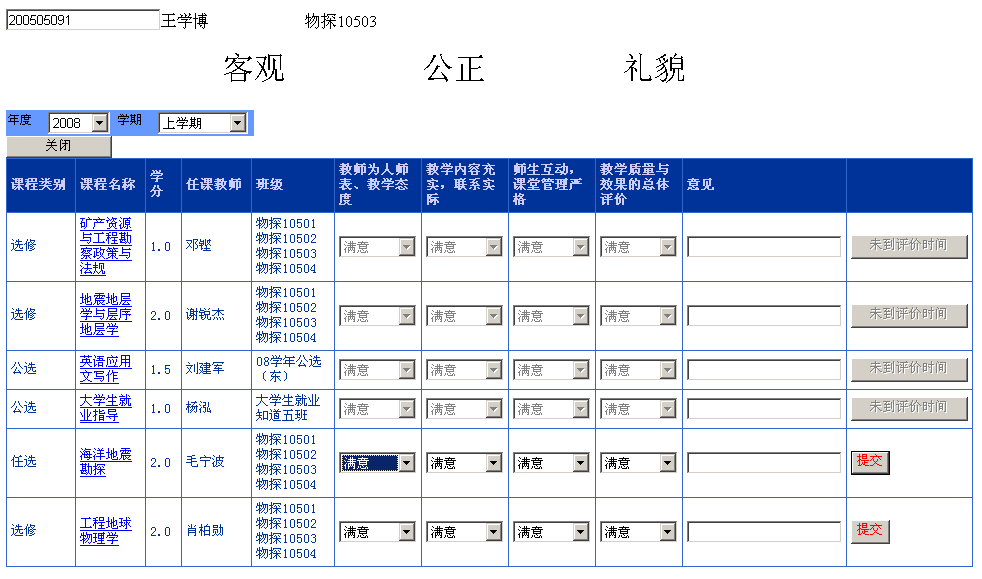 200505091 王学博 物探10503
客观 公正 礼貌
年度 2008 学期 上学期
关闭
课程类别 课程名称 学分 任课教师 班级 教师为人师表、教学态度 教学内容充实,联系实际 师生互动,课堂管理严格 教学质量与效果的总体评价 意见
选修 矿产资源与工程勘察政策与法规 1.0 邓铿 物探10501 物探10502 物探10503 物探10504 满意 满意 满意 满意 未到评价时间
选修 地震地层学与层序地层学 2.0 谢锐杰 物探10501 物探10502 物探10503 物探10504 满意 满意 满意 满意 未到评价时间
公选 英语应用文写作 1.5 刘建军 08学年公选(东) 满意 满意 满意 满意 未到评价时间
公选 大学生就业指导 1.0 杨泓 大学生就业知道五班 满意 满意 满意 满意 未到评价时间
任选 海洋地震勘探 2.0 毛宁波 物探10501 物探10502 物探10503 物探10504 满意 满意 满意 满意 提交
选修 工程地球物理学 2.0 肖柏勋 物探10501 物探10502 物探10503 物探10504 满意 满意 满意 满意 提交